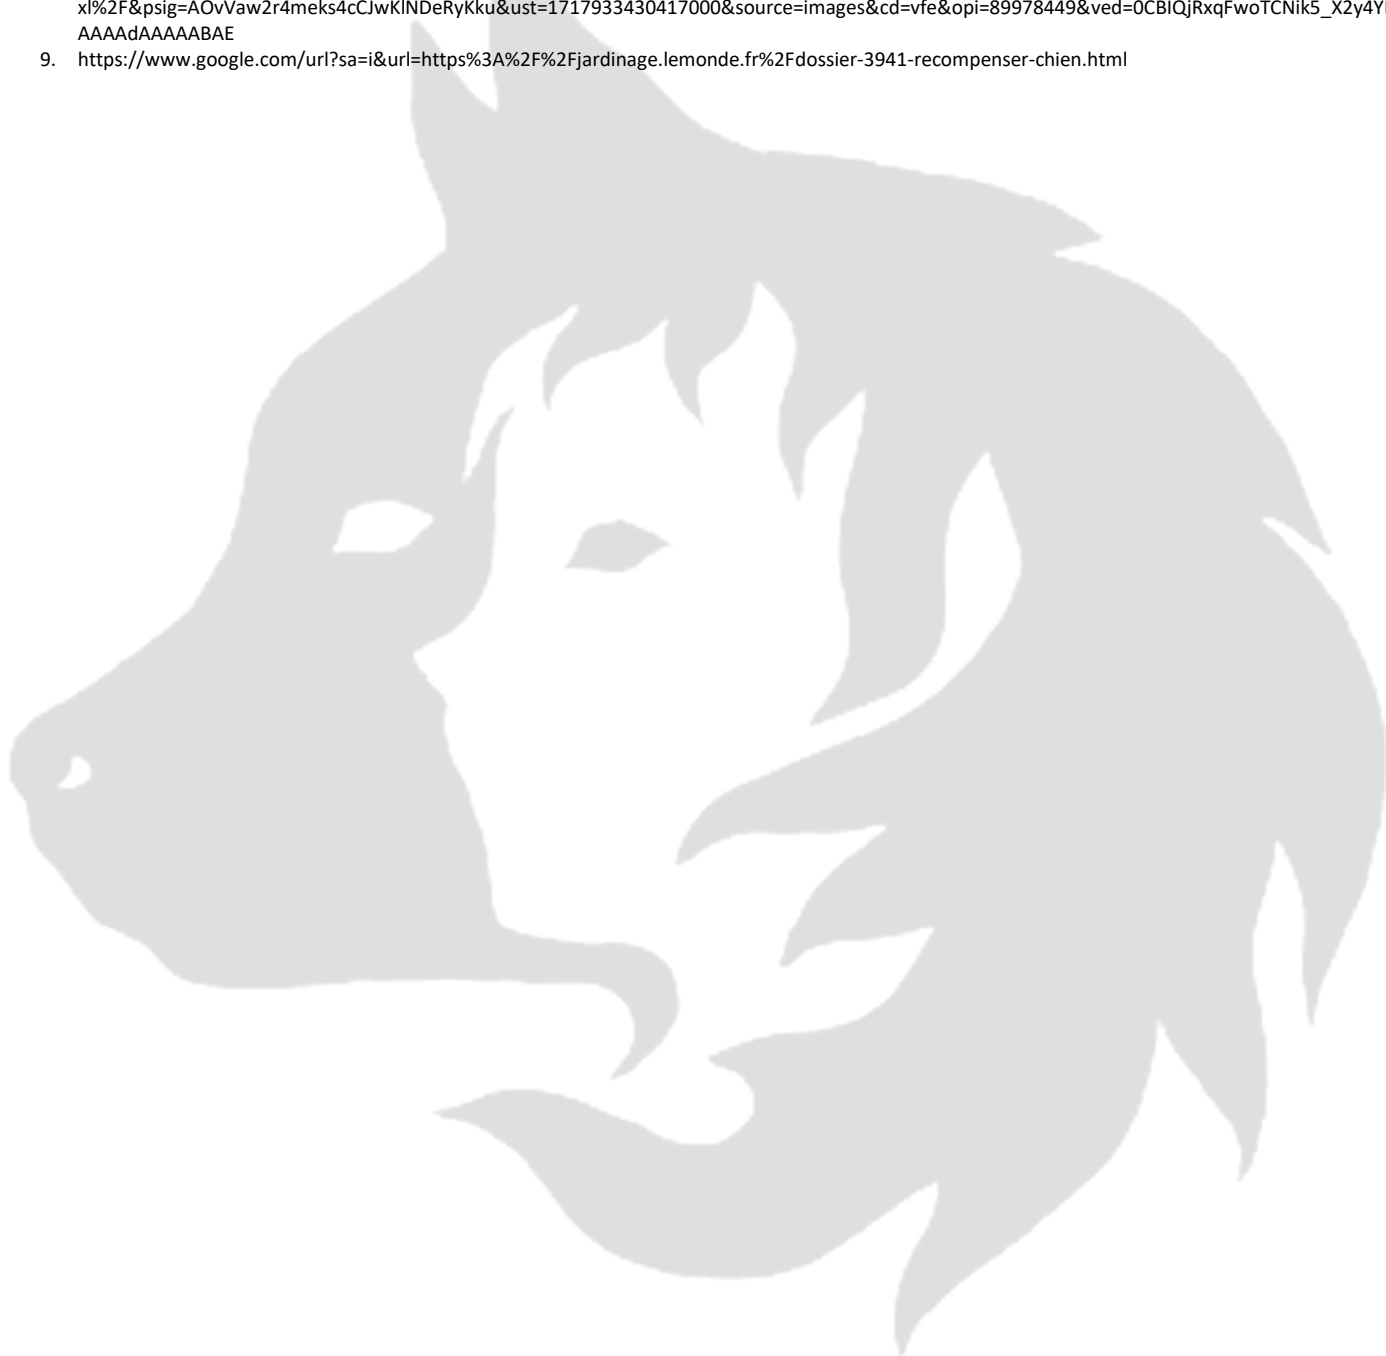 xl%2F&psig=AOvVaw2r4meks4cCJwKlNDeRyKku&ust=1717933430417000&source=images&cd=vfe&opi=89978449&ved=0CBIQjRxqFwoTCNik5_X2y4Y
AAAAdAAAAABAE
9. https://www.google.com/url?sa=i&url=https%3A%2F%2Fjardinage.lemonde.fr%2Fdossier-3941-recompenser-chien.html